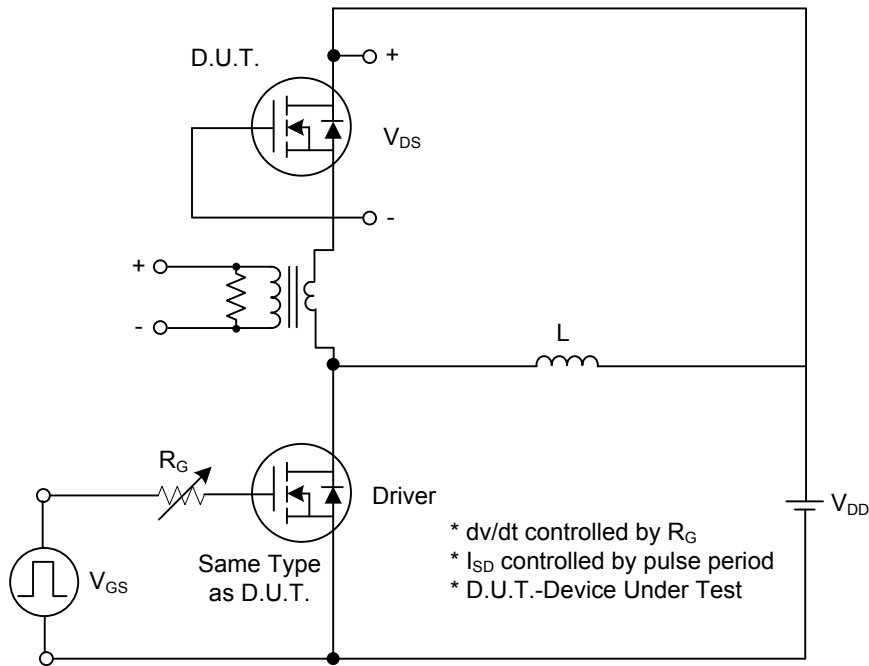 D.U.T.
+
V_DS
-
+
-
L
R_G
Driver
V_DD
V_GS
Same Type
as D.U.T.
* dv/dt controlled by R_G
* I_SD controlled by pulse period
* D.U.T.-Device Under Test